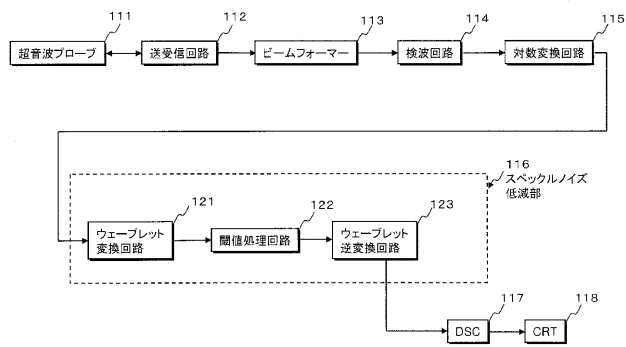 111
112
113
114
115
超音波プローブ
送受信回路
ビームフォーマー
検波回路
対数変換回路
116
スペックルノイズ
低減部
121
122
123
ウェーブレット
変換回路
閾値処理回路
ウェーブレット
逆変換回路
117
118
DSC
CRT